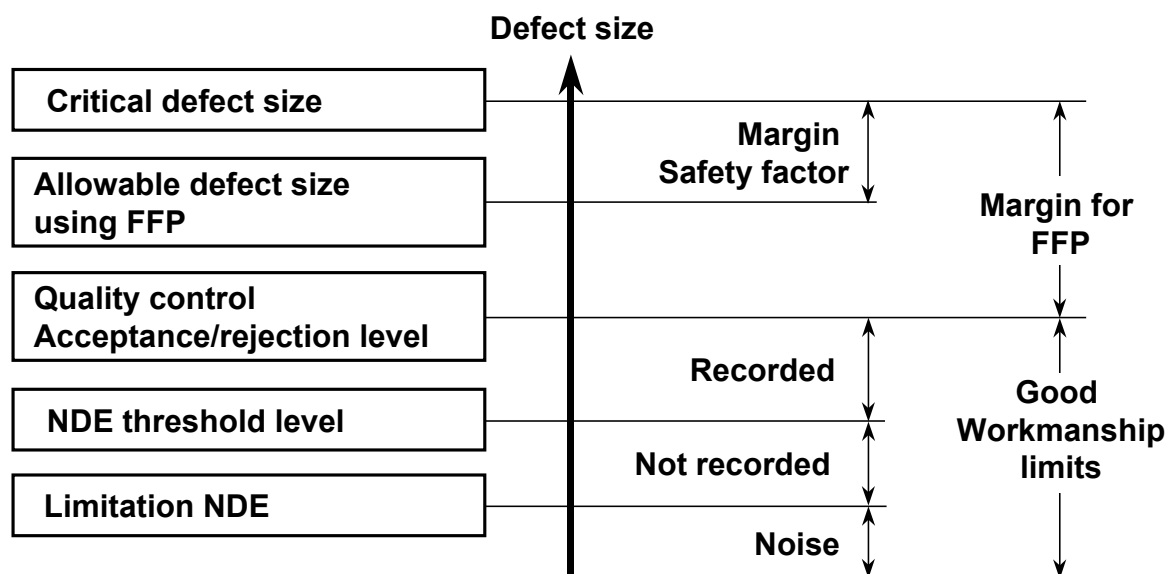 Defect size
Critical defect size
Margin
Safety factor
Allowable defect size
using FFP
Margin for
FFP
Quality control
Acceptance/rejection level
Recorded
NDE threshold level
Good
Workmanship
limits
Not recorded
Limitation NDE
Noise